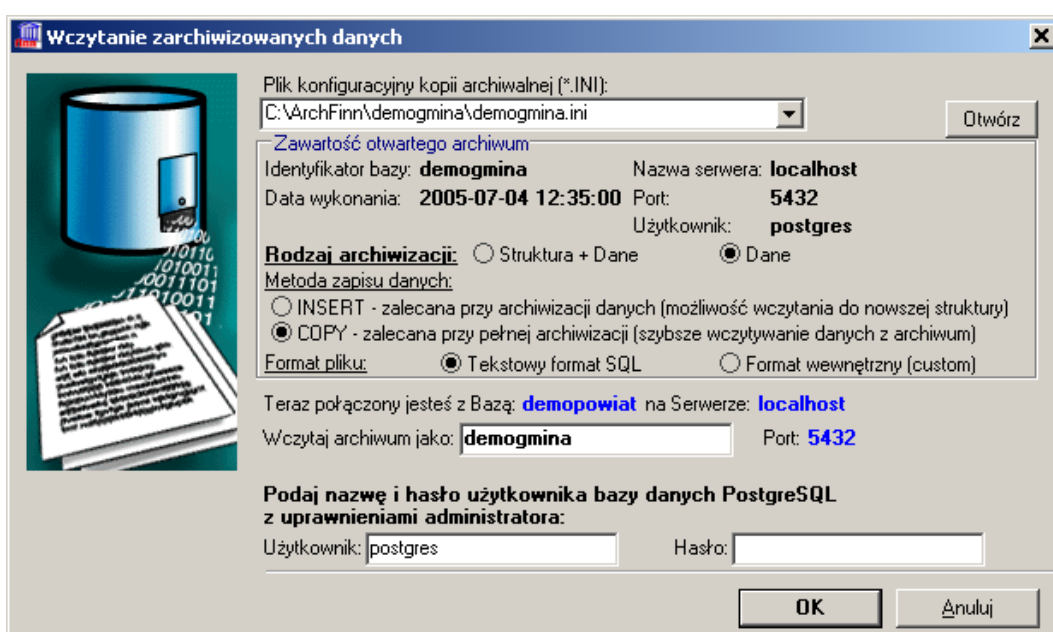 Wczytanie zarchiwizowanych danych
Plik konfiguracyjny kopii archiwalnej (*.INI):
C:\ArchFinn\demogmina\demogmina.ini
Otwórz
Zawartość otwartego archiwum
Identyfikator bazy: demogmina Nazwa serwera: localhost
Data wykonania: 2005-07-04 12:35:00 Port: 5432
Użytkownik: postgres
Rodzaj archiwizacji: Struktura + Dane Dane
Metoda zapisu danych:
INSERT - zalecana przy archiwizacji danych (możliwość wczytania do nowszej struktury)
COPY - zalecana przy pełnej archiwizacji (szybsze wczytywanie danych z archiwum)
Format pliku: Tekstowy format SQL Format wewnętrzny (custom)
Teraz połączony jesteś z Bazą: demopowiat na Serwerze: localhost
Wczytaj archiwum jako: demogmina Port: 5432
Podaj nazwę i hasło użytkownika bazy danych PostgreSQL
z uprawnieniami administratora:
Użytkownik: postgres Hasło:
OK Anuluj